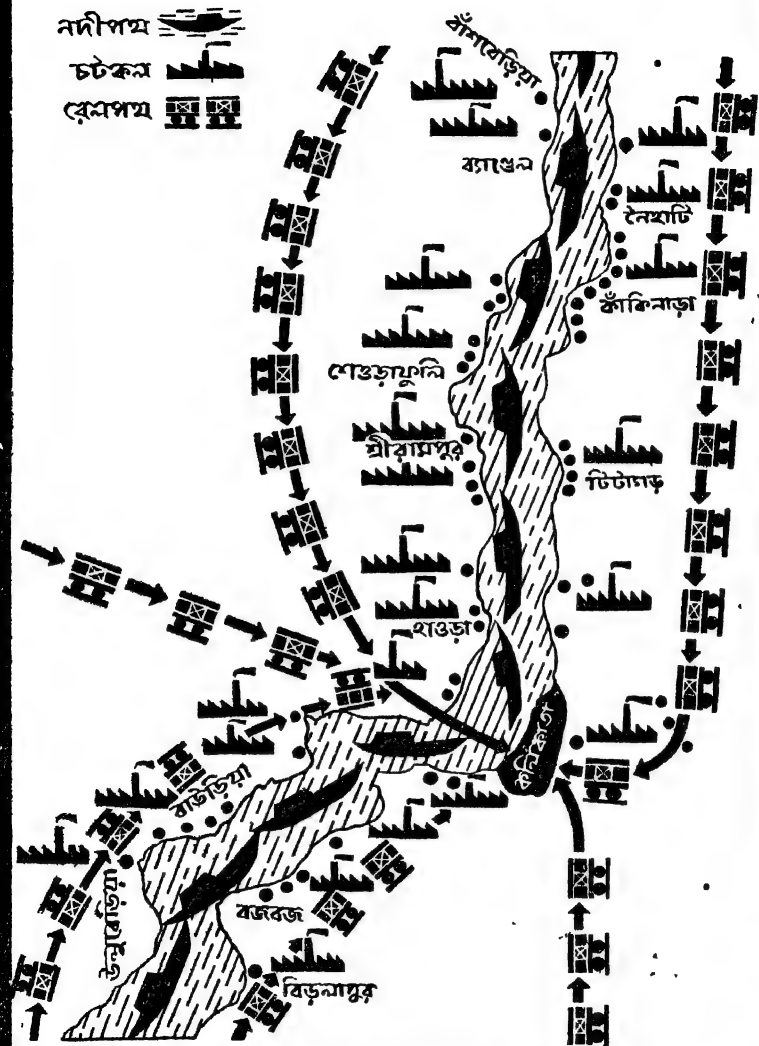 নদীপথ
চটকল
রেলপথ
বাঁশবেড়িয়া
ব্যাণ্ডেল
নৈহাটি
কাঁকিনাড়া
শেওড়াফুলি
শ্রীরামপুর
টিটাগড়
হাওড়া
কলিকাতা
বাউড়িয়া
উলুবেড়িয়া
বজবজ
বিড়লাপুর